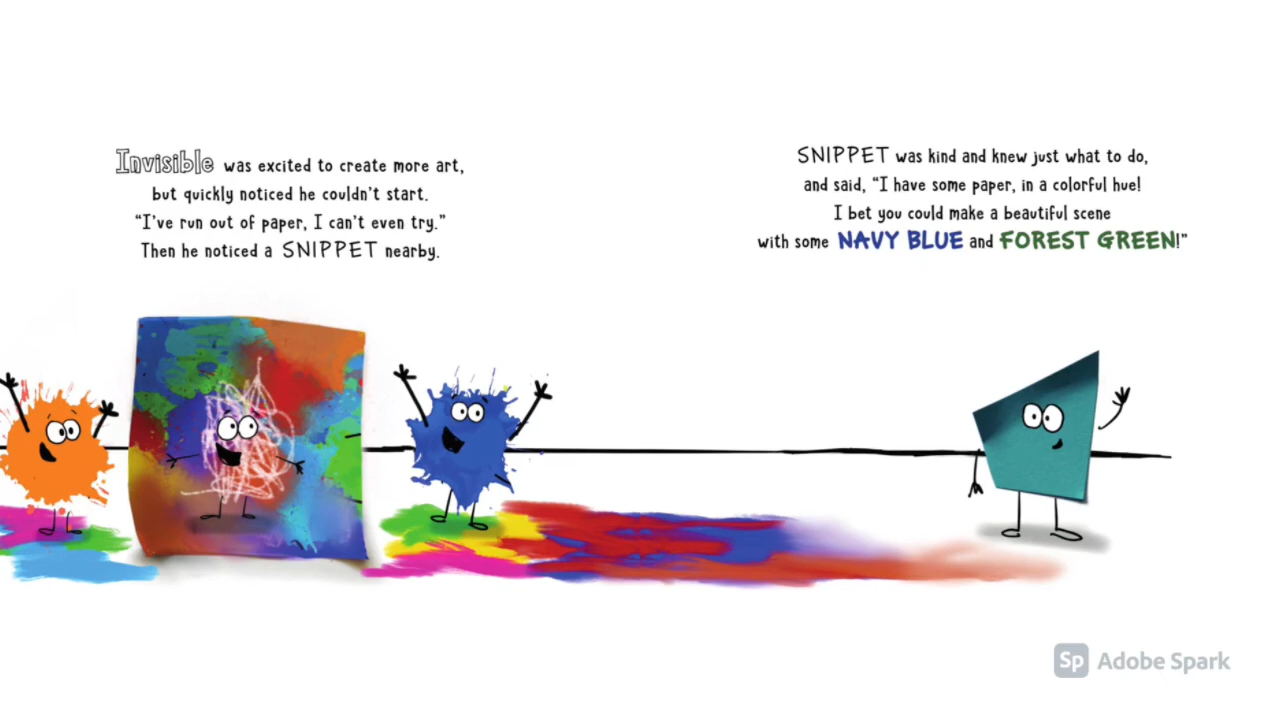 Invisible was excited to create more art,
but quickly noticed he couldn't start.
“I've run out of paper, I can't even try.”
Then he noticed a SNIPPET nearby.
SNIPPET was kind and knew just what to do,
and said, “I have some paper, in a colorful hue!
I bet you could make a beautiful scene
with some NAVY BLUE and FOREST GREEN!”
Sp Adobe Spark